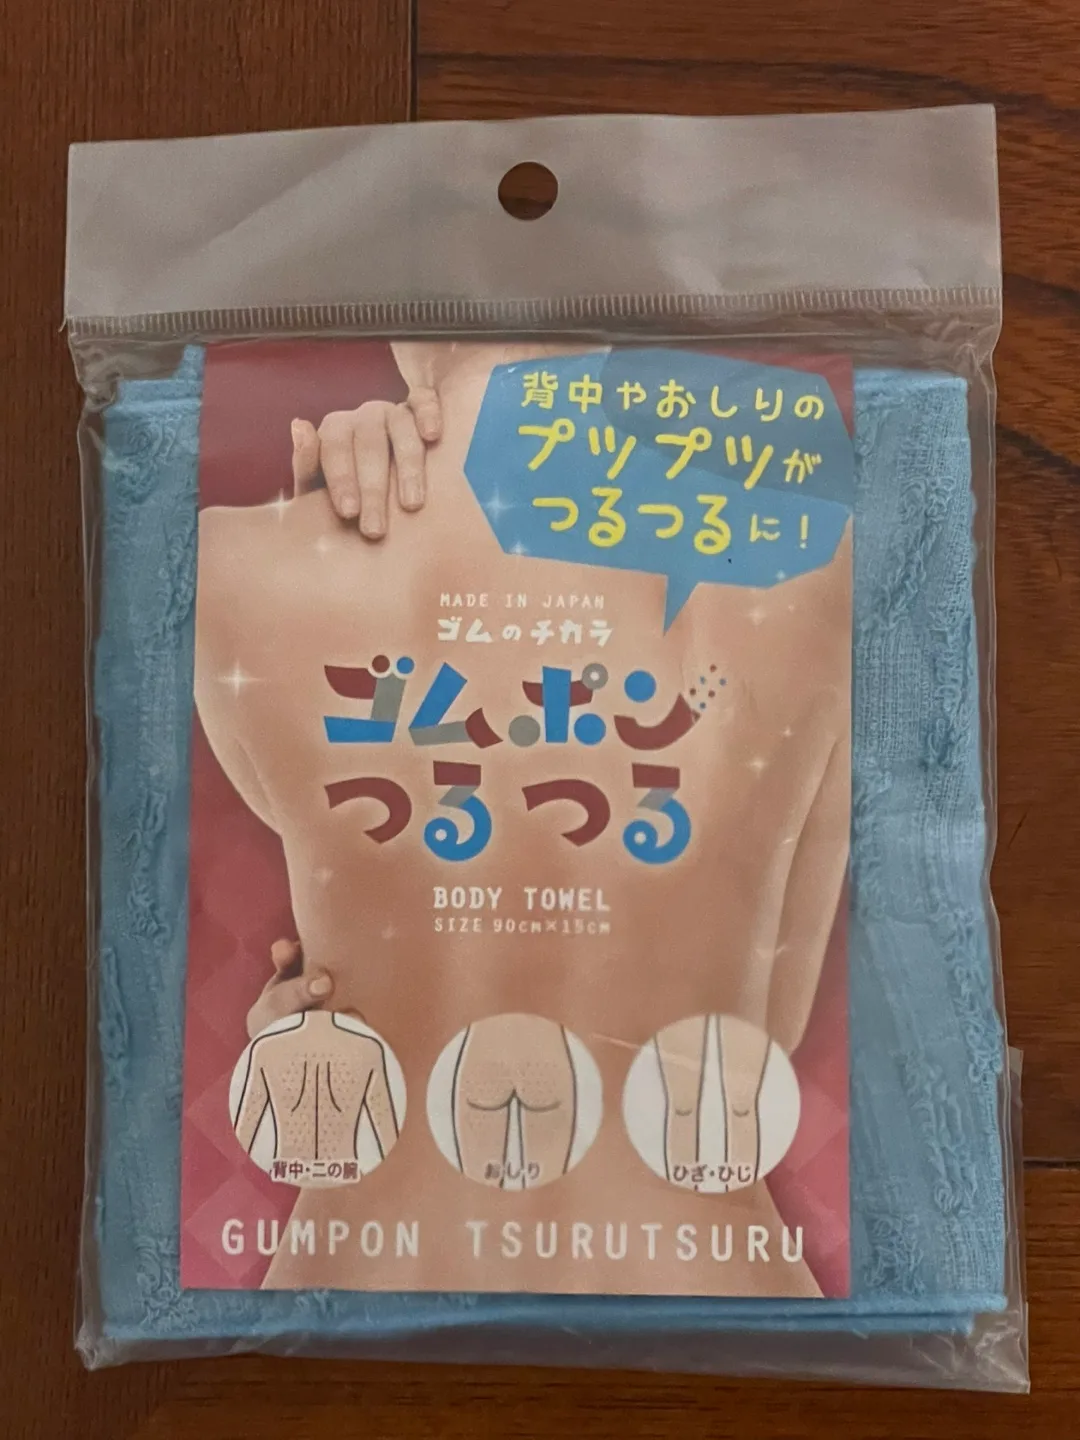 背中やおしりの
プツプツが
つるつるに！
MADE IN JAPAN
ゴムのチカラ
ゴムポン
つるつる
BODY TOWEL
SIZE 90cm×15cm
背中・二の腕
おしり
ひざ・ひじ
GUMPON TSURUTSURU